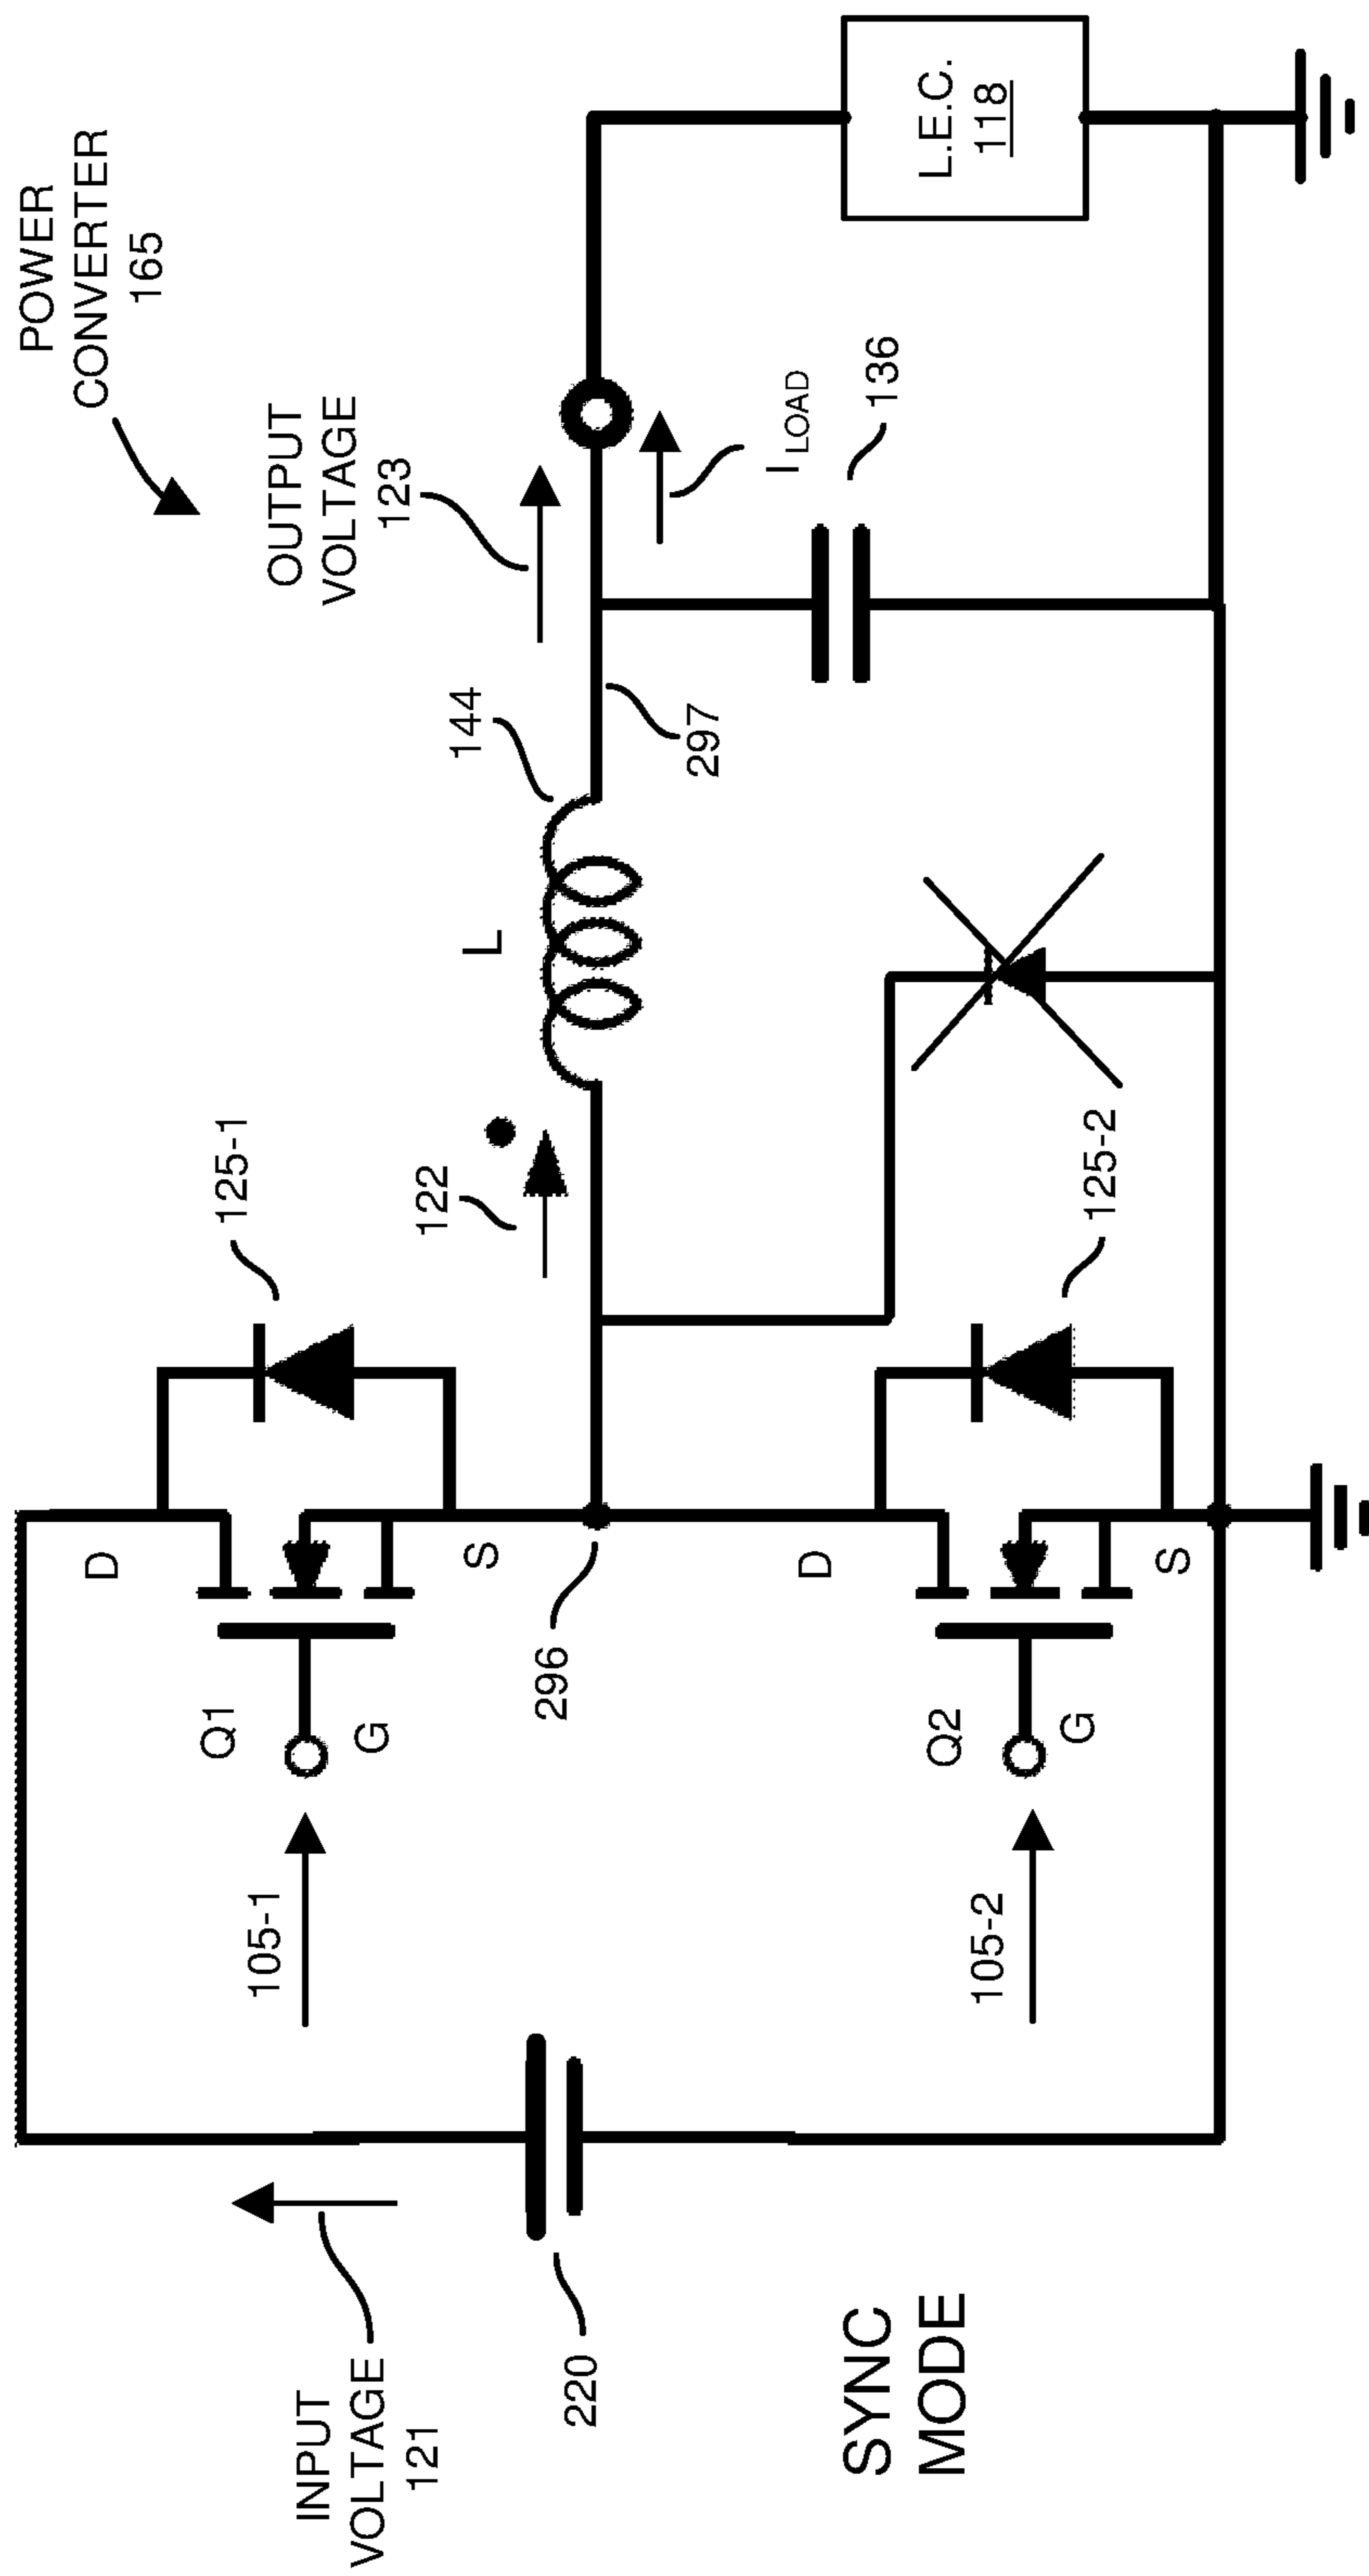 POWER
CONVERTER
165
OUTPUT
VOLTAGE
123
I LOAD
136
L.E.C.
118
144
L
297
122
125-1
125-2
D
S
Q1
G
105-1
296
D
S
Q2
G
105-2
INPUT
VOLTAGE
121
220
SYNC
MODE